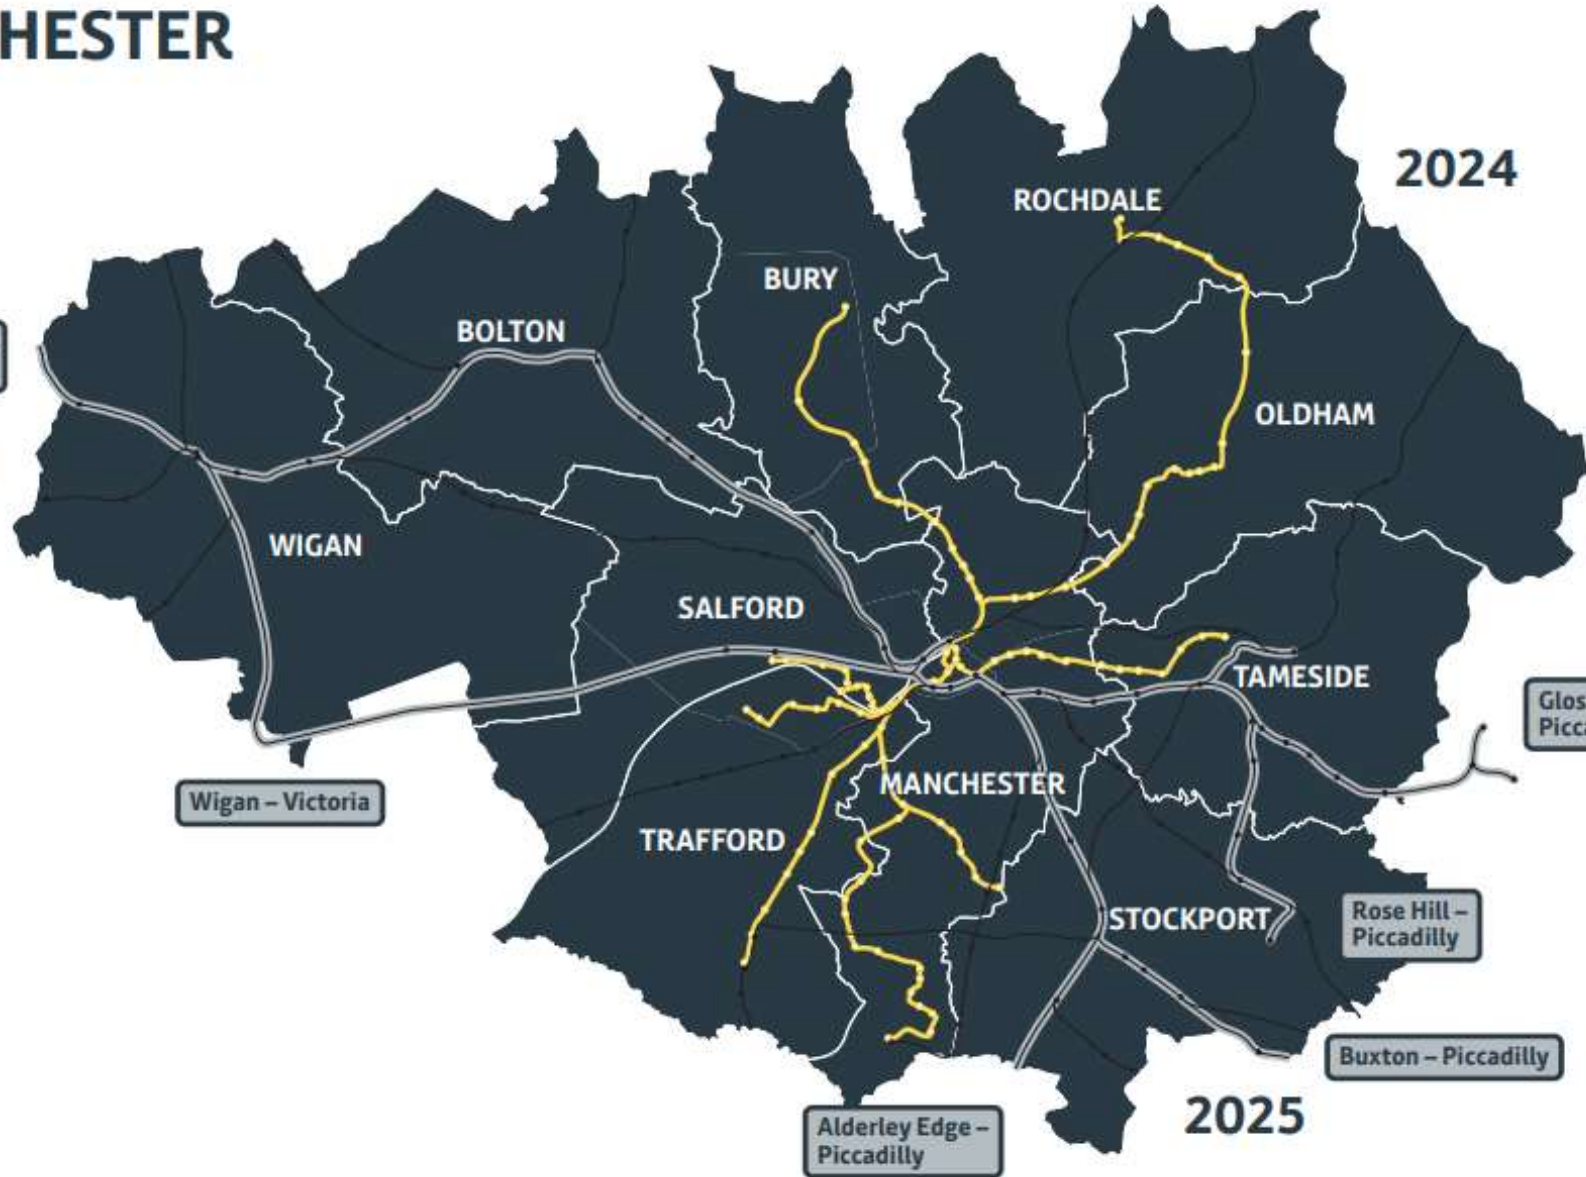 HESTER
2024
ROCHDALE
BURY
BOLTON
OLDHAM
WIGAN
SALFORD
TAMESIDE
Wigan – Victoria
MANCHESTER
TRAFFORD
STOCKPORT
Rose Hill –
Piccadilly
Buxton – Piccadilly
2025
Alderley Edge –
Piccadilly